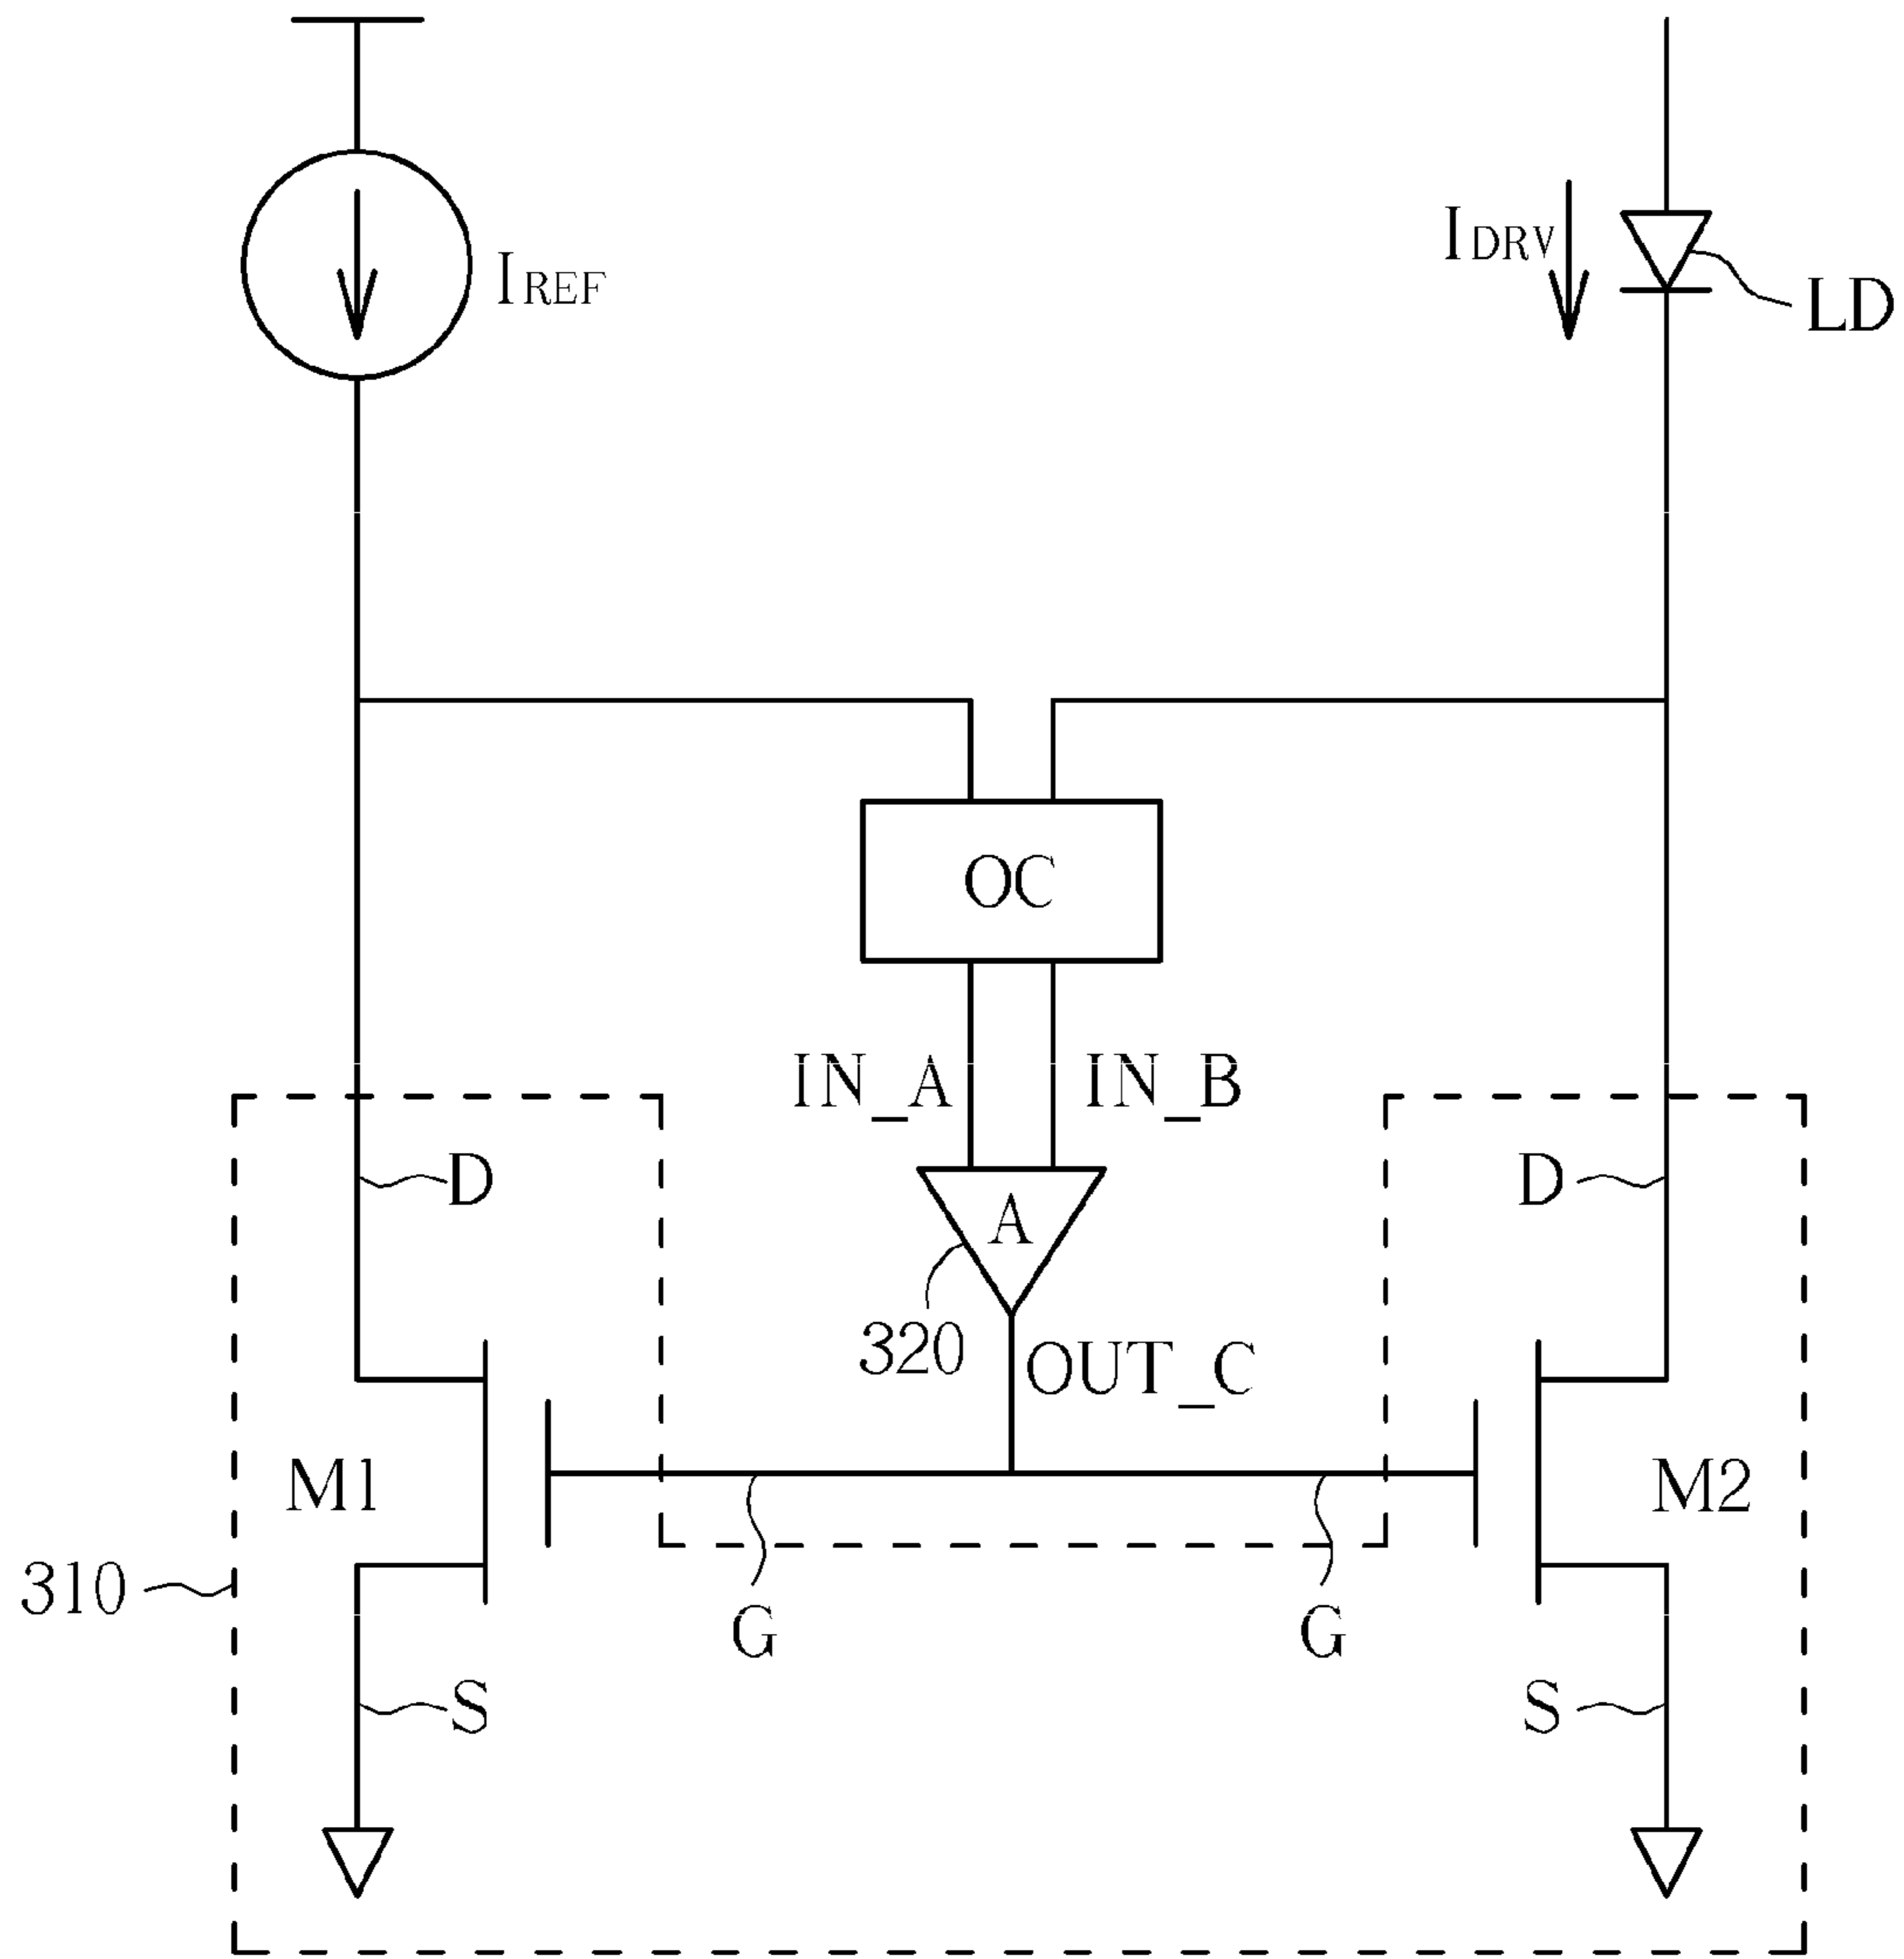 IREF
IDRV
LD
OC
IN_A
IN_B
D
D
A
320
OUT_C
M1
M2
310
G
G
S
S